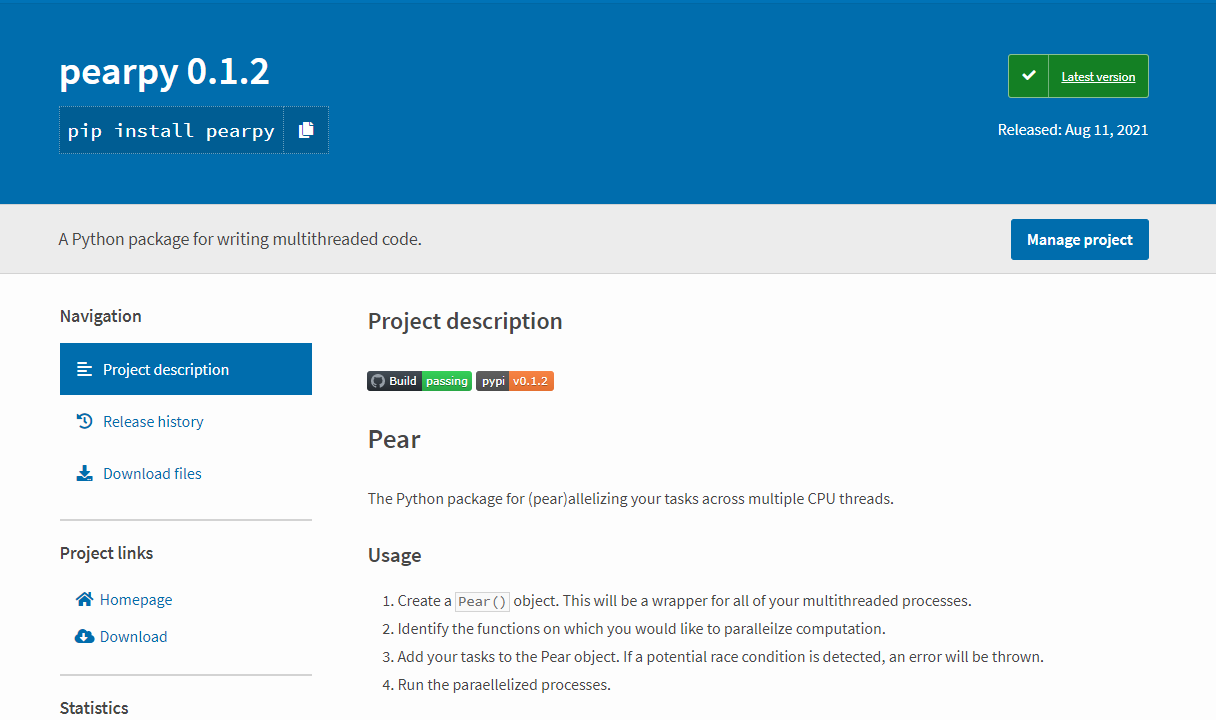 pearpy 0.1.2
pip install pearpy
Latest version
Released: Aug 11, 2021
A Python package for writing multithreaded code.
Manage project
Navigation
Project description
Release history
Download files
Project links
Homepage
Download
Statistics
Project description
Build passing pypi v0.1.2
Pear
The Python package for (pear)allelizing your tasks across multiple CPU threads.
Usage
1. Create a Pear() object. This will be a wrapper for all of your multithreaded processes.
2. Identify the functions on which you would like to paralleilze computation.
3. Add your tasks to the Pear object. If a potential race condition is detected, an error will be thrown.
4. Run the paraellelized processes.